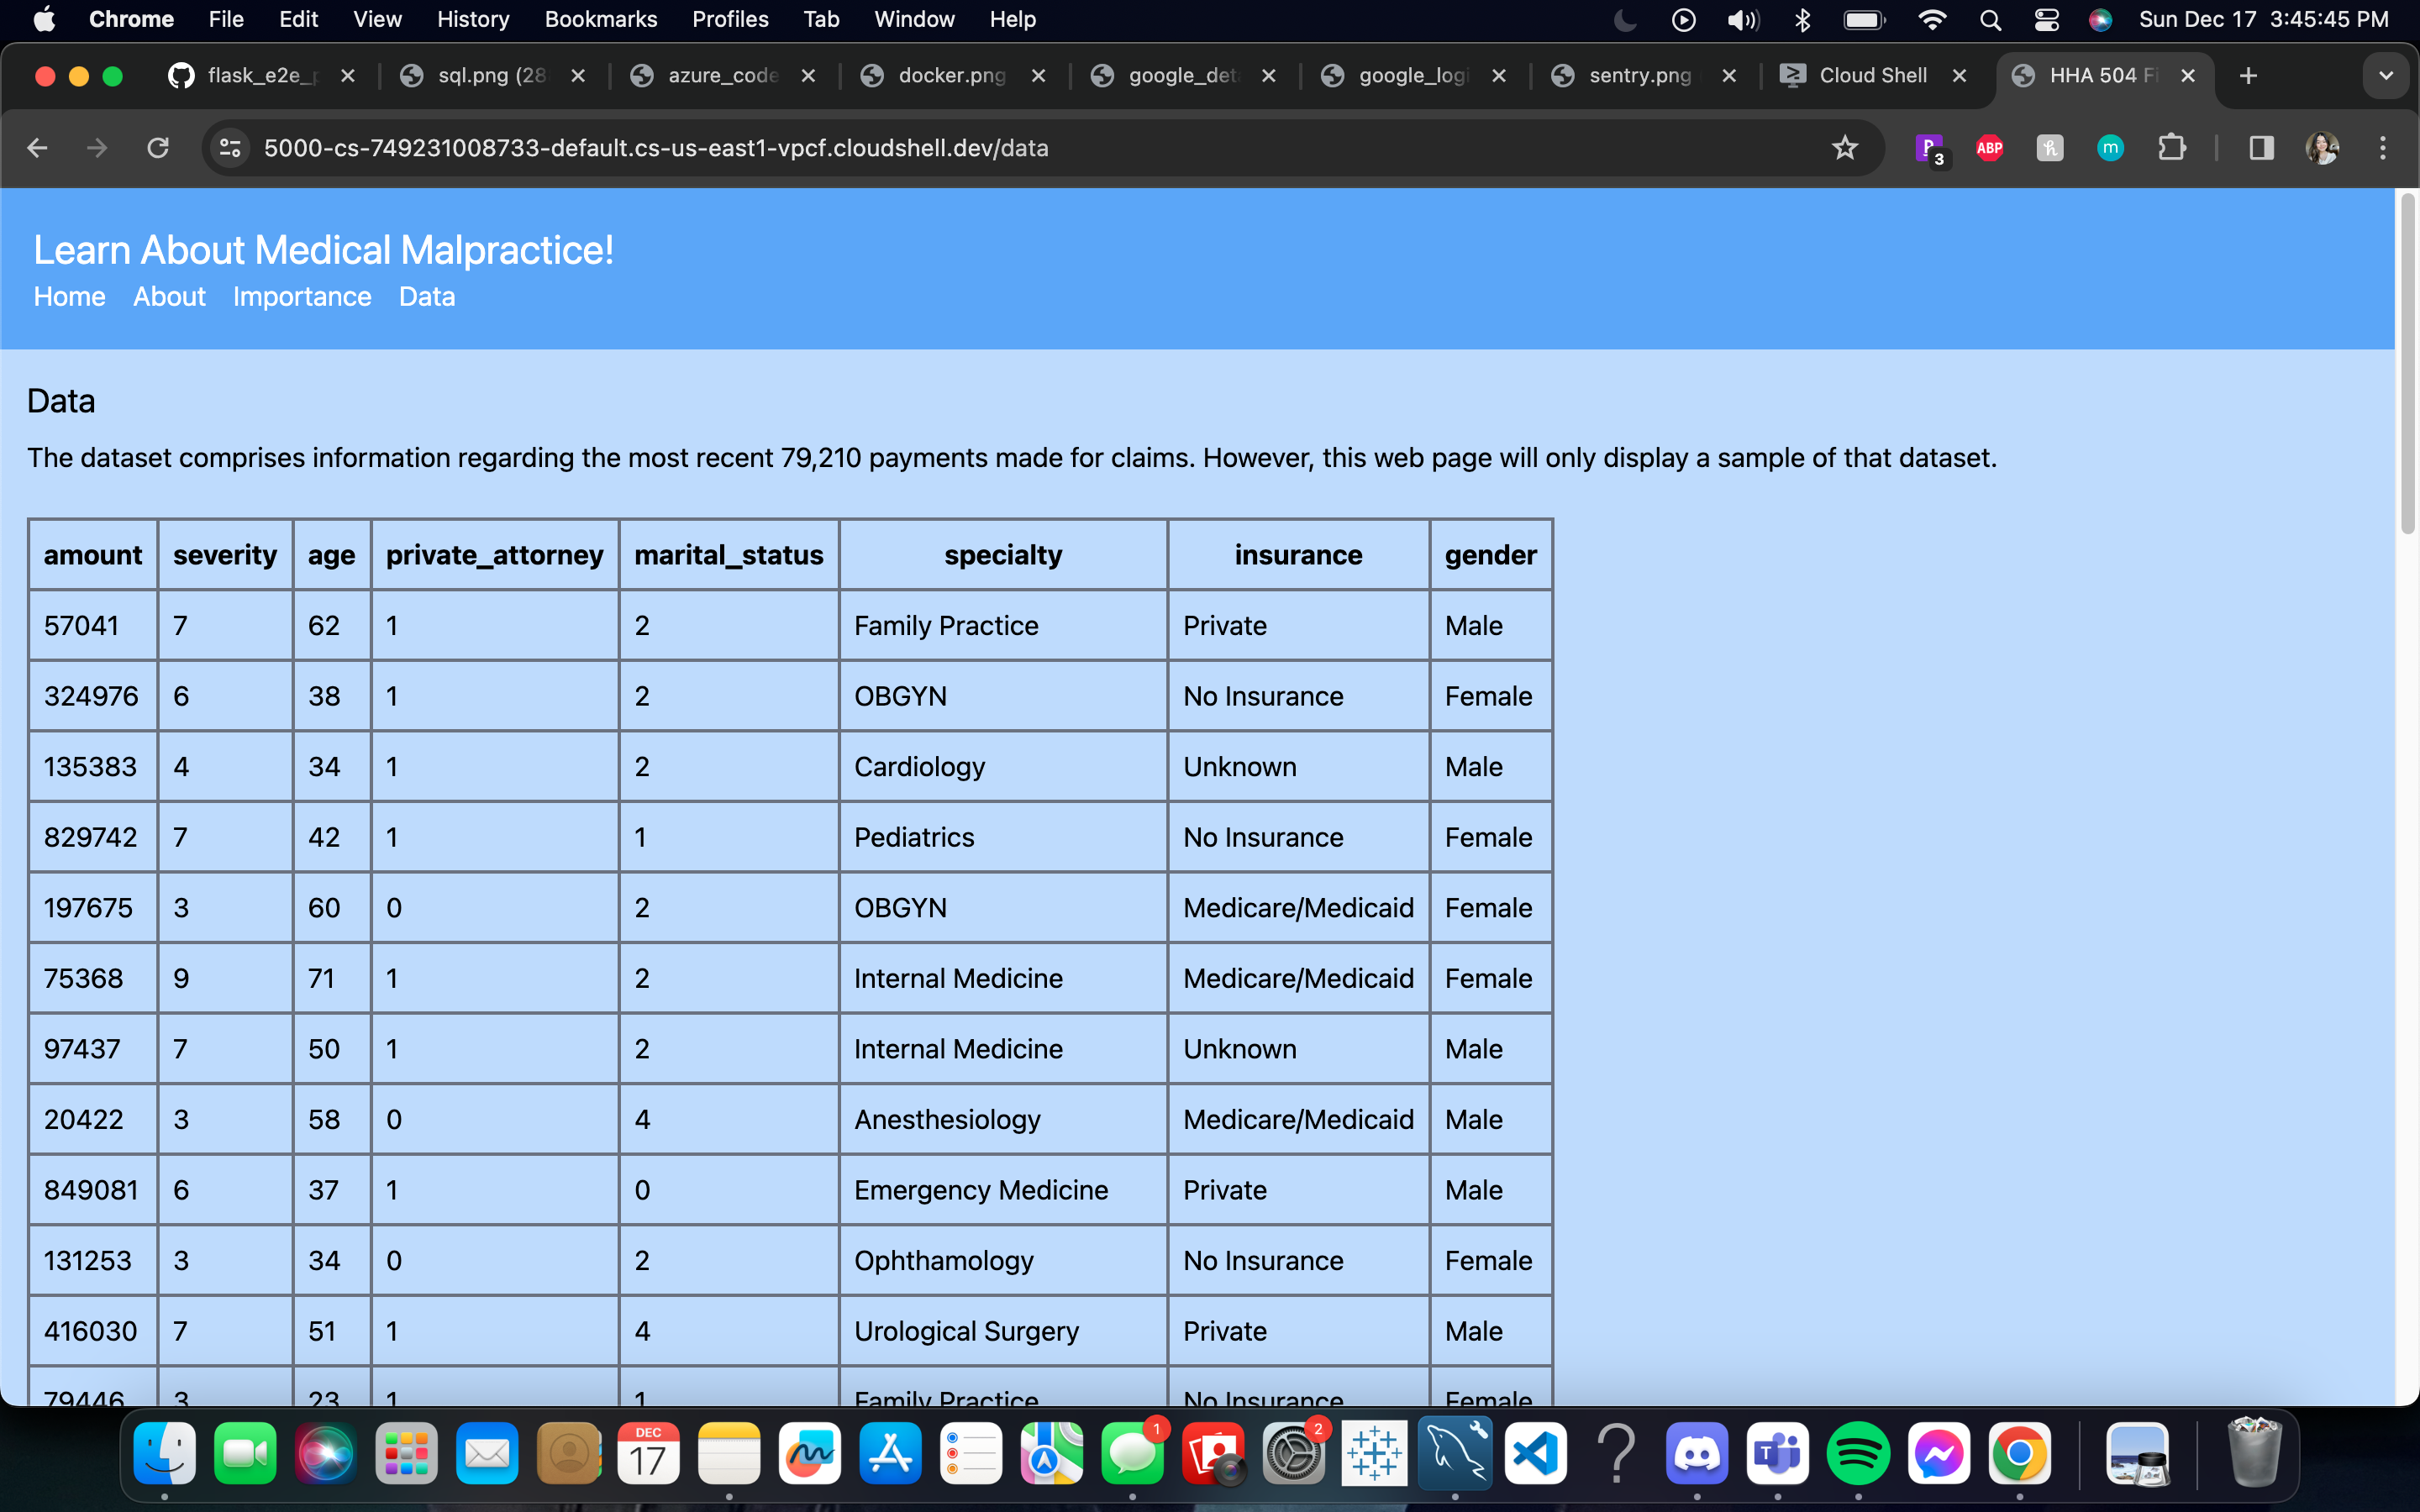 Chrome File Edit View History Bookmarks Profiles Tab Window Help Sun Dec 17 3:45:45 PM
flask_e2e_p sql.png (28 azure_code docker.png google_det google_logi sentry.png Cloud Shell HHA 504 Fi
5000-cs-749231008733-default.cs-us-east1-vpcf.cloudshell.dev/data 3 ABP h m
Learn About Medical Malpractice!
Home About Importance Data
Data
The dataset comprises information regarding the most recent 79,210 payments made for claims. However, this web page will only display a sample of that dataset.
amount severity age private_attorney marital_status specialty insurance gender
57041 7 62 1 2 Family Practice Private Male
324976 6 38 1 2 OBGYN No Insurance Female
135383 4 34 1 2 Cardiology Unknown Male
829742 7 42 1 1 Pediatrics No Insurance Female
197675 3 60 0 2 OBGYN Medicare/Medicaid Female
75368 9 71 1 2 Internal Medicine Medicare/Medicaid Female
97437 7 50 1 2 Internal Medicine Unknown Male
20422 3 58 0 4 Anesthesiology Medicare/Medicaid Male
849081 6 37 1 0 Emergency Medicine Private Male
131253 3 34 0 2 Ophthamology No Insurance Female
416030 7 51 1 4 Urological Surgery Private Male
79446 3 23 1 1 Family Practice No Insurance Female
DEC
17
1
2